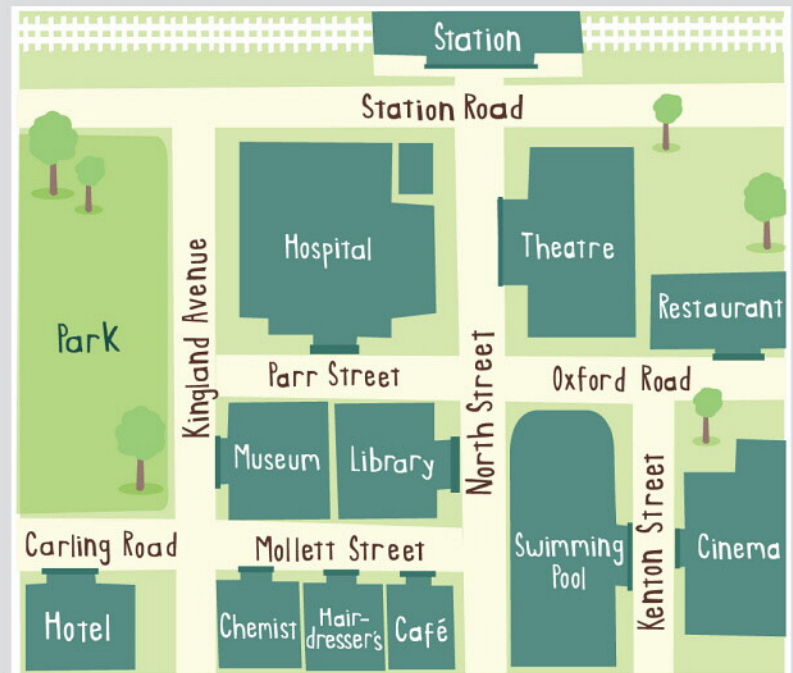 Station
Station Road
Kingland Avenue
Hospital
Theatre
Restaurant
Park
Parr Street
North Street
Oxford Road
Museum
Library
Kenton Street
Carling Road
Mollett Street
Swimming
Pool
Cinema
Hotel
Chemist
Hair-
dresser's
Café